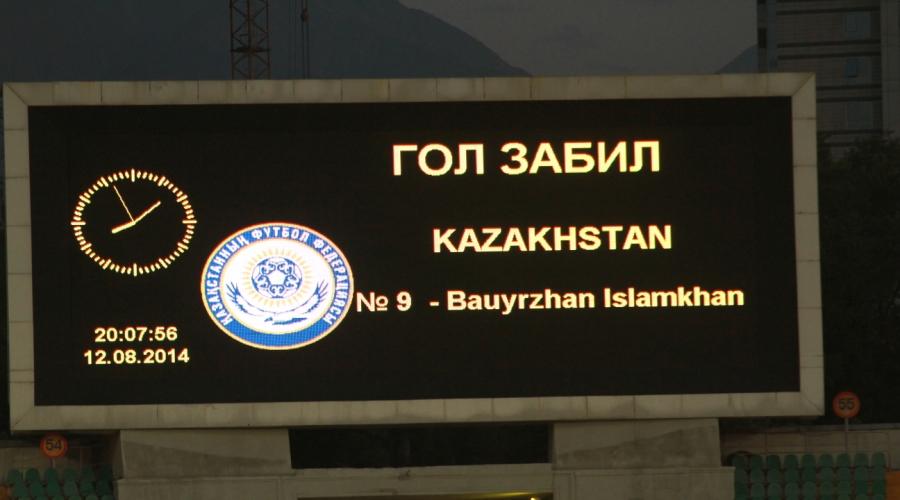 ГОЛ ЗАБИЛ
KAZAKHSTAN
№ 9 - Bauyrzhan Islamkhan
ҚАЗАҚСТАННЫҢ ФУТБОЛ ФЕДЕРАЦИЯСЫ
20:07:56
12.08.2014
54
55